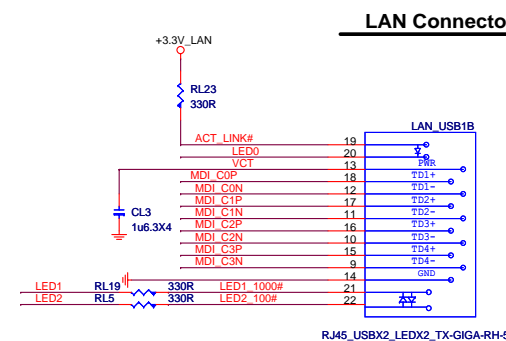 LAN Connecto
+3.3V_LAN
RL23
330R
LAN_USB1B
ACT_LINK# 19
LED0 20
VCT 13 PWR
MDI_C0P 18 TD1+
MDI_C0N 12 TD1-
MDI_C1P 17 TD2+
MDI_C1N 11 TD2-
MDI_C2P 16 TD3+
MDI_C2N 10 TD3-
MDI_C3P 15 TD4+
MDI_C3N 9 TD4-
CL3
1u6.3X4
14 GND
LED1 RL19 330R LED1_1000# 21
LED2 RL5 330R LED2_100# 22
RJ45_USBX2_LEDX2_TX-GIGA-RH-5